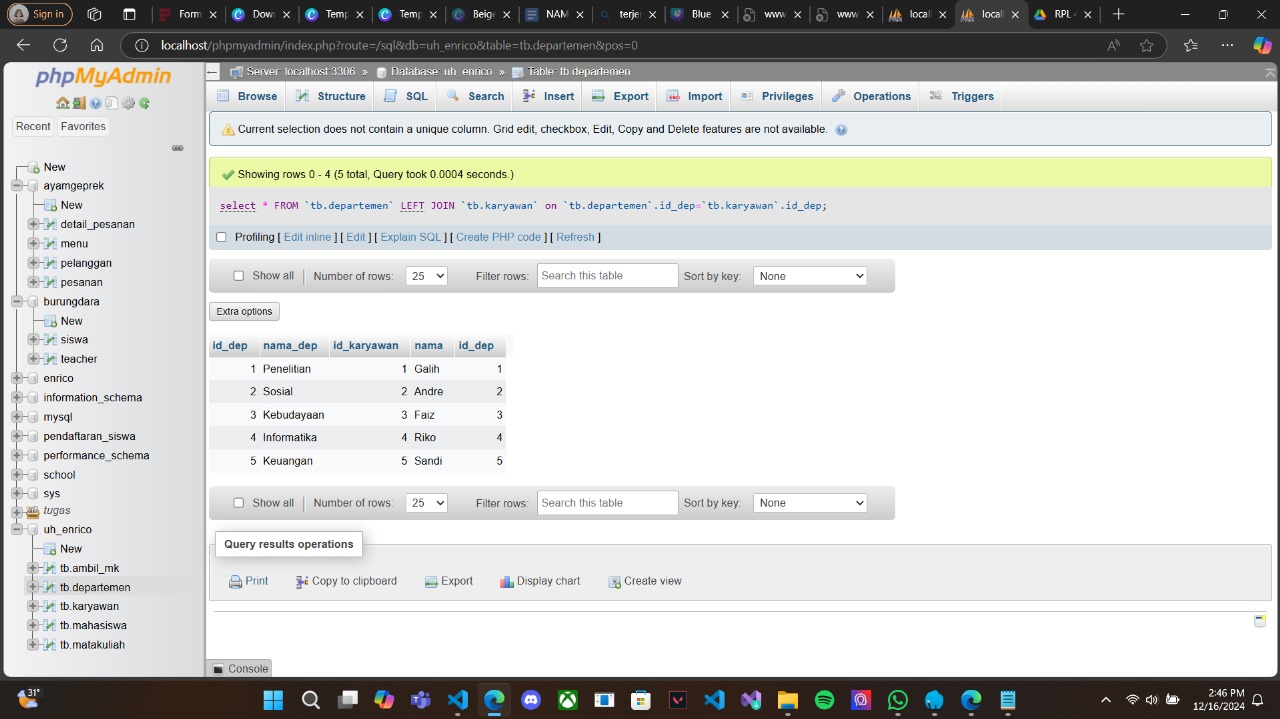 Sign in
Form
Dow
Temp
Temp
Beige
NAM
terje
Blue
www
www
locall
locall
RPL
localhost/phpmyadmin/index.php?route=/sql&db=uh_enrico&table=tb.departemen&pos=0
phpMyAdmin
Recent
Favorites
New
ayamgeprek
New
detail_pesanan
menu
pelanggan
pesanan
burungdara
New
siswa
teacher
enrico
information_schema
mysql
pendaftaran_siswa
performance_schema
school
sys
tugas
uh_enrico
New
tb.ambil_mk
tb.departemen
tb.karyawan
tb.mahasiswa
tb.matakuliah
Server: localhost:3306 » Database: uh_enrico » Table: tb.departemen
Browse Structure SQL Search Insert Export Import Privileges Operations Triggers
Current selection does not contain a unique column. Grid edit, checkbox, Edit, Copy and Delete features are not available.
Showing rows 0 - 4 (5 total, Query took 0.0004 seconds.)
select * FROM `tb.departemen` LEFT JOIN `tb.karyawan` on `tb.departemen`.id_dep=`tb.karyawan`.id_dep;
Profiling [ Edit inline ] [ Edit ] [ Explain SQL ] [ Create PHP code ] [ Refresh ]
Show all Number of rows: 25 Filter rows: Search this table Sort by key: None
Extra options
id_dep nama_dep id_karyawan nama id_dep
1 Penelitian 1 Galih 1
2 Sosial 2 Andre 2
3 Kebudayaan 3 Faiz 3
4 Informatika 4 Riko 4
5 Keuangan 5 Sandi 5
Show all Number of rows: 25 Filter rows: Search this table Sort by key: None
Query results operations
Print Copy to clipboard Export Display chart Create view
Console
31°
2:46 PM
12/16/2024